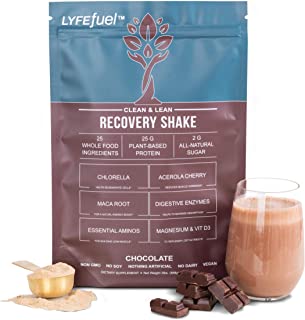 LYFEfuel™
CLEAN & LEAN
RECOVERY SHAKE
25
WHOLE FOOD
INGREDIENTS
25 G
PLANT-BASED
PROTEIN
2 G
ALL-NATURAL
SUGAR
CHLORELLA
ACEROLA CHERRY
MACA ROOT
DIGESTIVE ENZYMES
ESSENTIAL AMINOS
MAGNESIUM & VIT D3
CHOCOLATE
NON GMO NO SOY NOTHING ARTIFICIAL NO DAIRY VEGAN